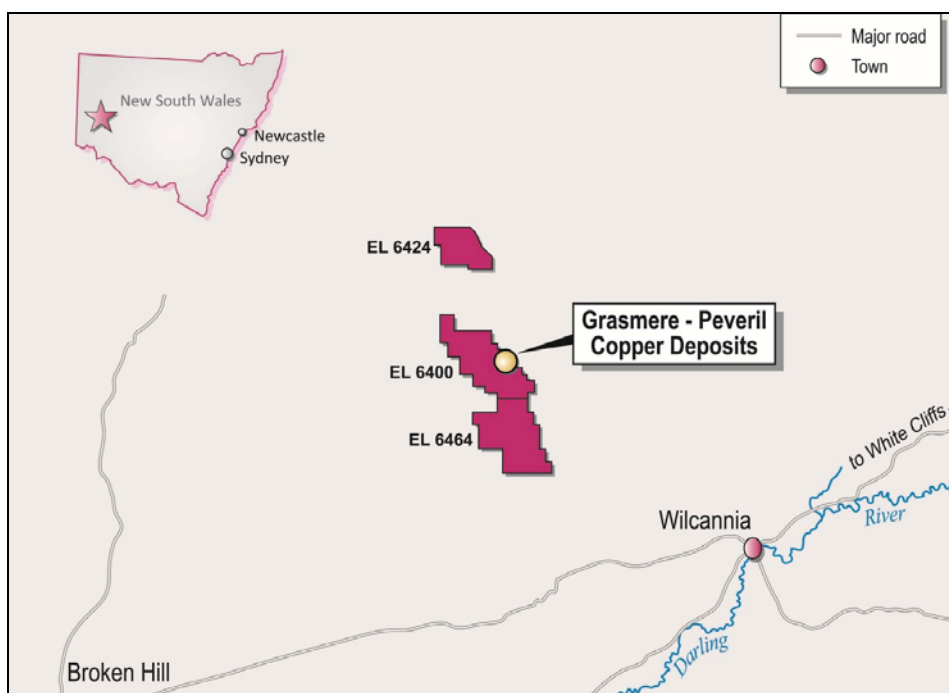 Major road
Town
New South Wales
Newcastle
Sydney
EL 6424
Grasmere - Peveril
Copper Deposits
EL 6400
EL 6464
to White Cliffs
River
Wilcannia
Darling
Broken Hill